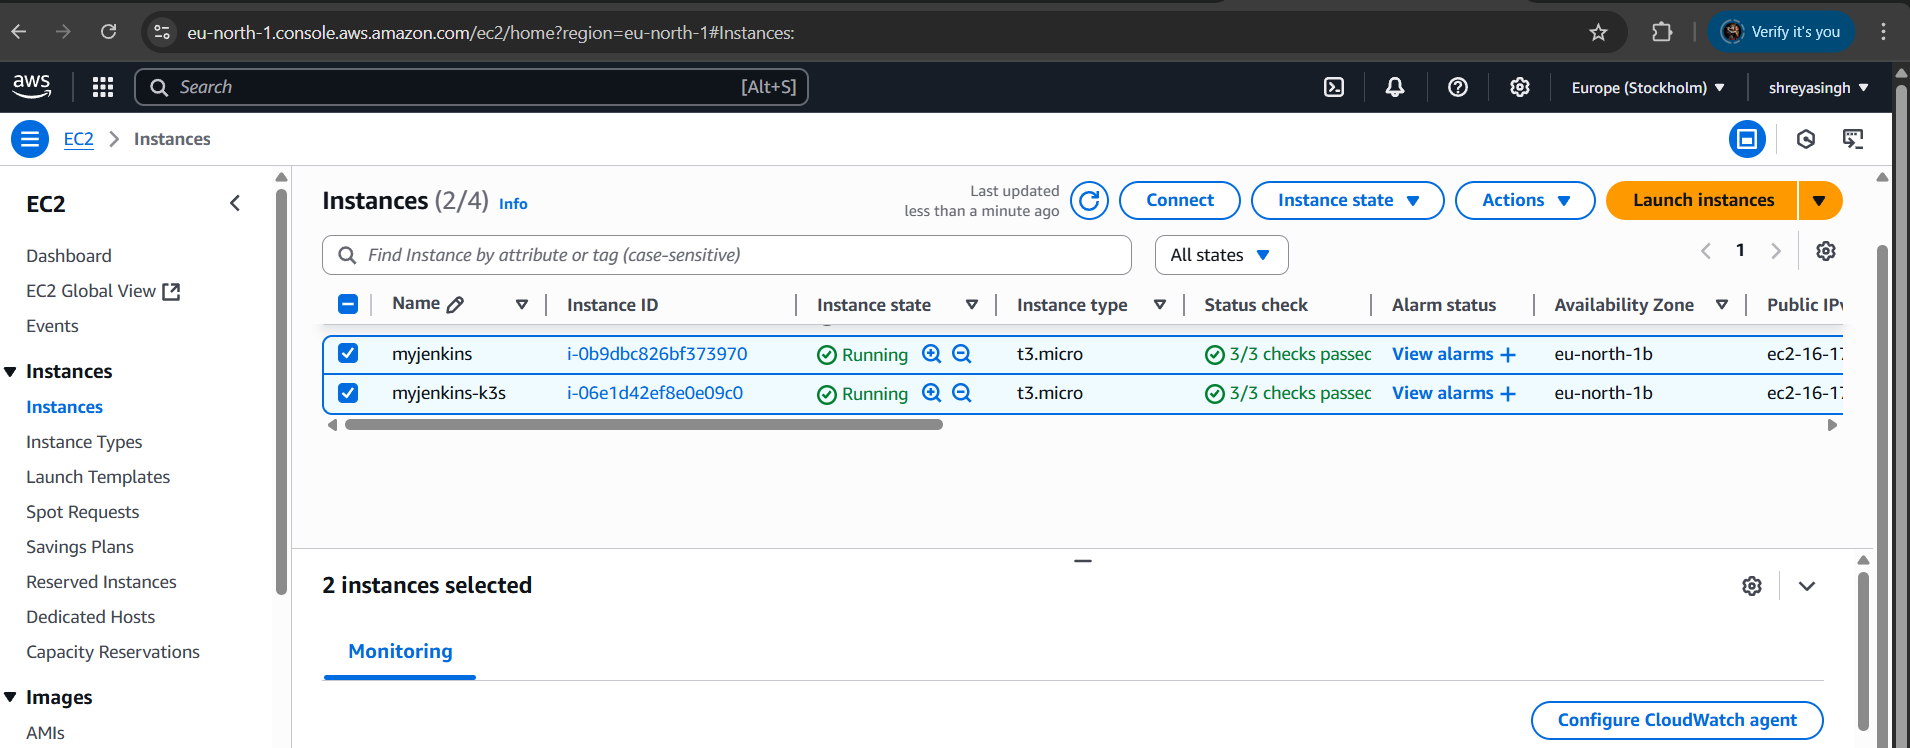 eu-north-1.console.aws.amazon.com/ec2/home?region=eu-north-1#Instances:
Verify it's you
aws
Search
[Alt+S]
Europe (Stockholm)
shreyasingh
EC2
Instances
EC2
Dashboard
EC2 Global View
Events
Instances
Instances
Instance Types
Launch Templates
Spot Requests
Savings Plans
Reserved Instances
Dedicated Hosts
Capacity Reservations
Images
AMIs
Instances (2/4) Info
Last updated
less than a minute ago
Connect
Instance state
Actions
Launch instances
Find Instance by attribute or tag (case-sensitive)
All states
1
Name Instance ID Instance state Instance type Status check Alarm status Availability Zone Public IPv
myjenkins i-0b9dbc826bf373970 Running t3.micro 3/3 checks passed View alarms + eu-north-1b ec2-16-17
myjenkins-k3s i-06e1d42ef8e0e09c0 Running t3.micro 3/3 checks passed View alarms + eu-north-1b ec2-16-17
2 instances selected
Monitoring
Configure CloudWatch agent